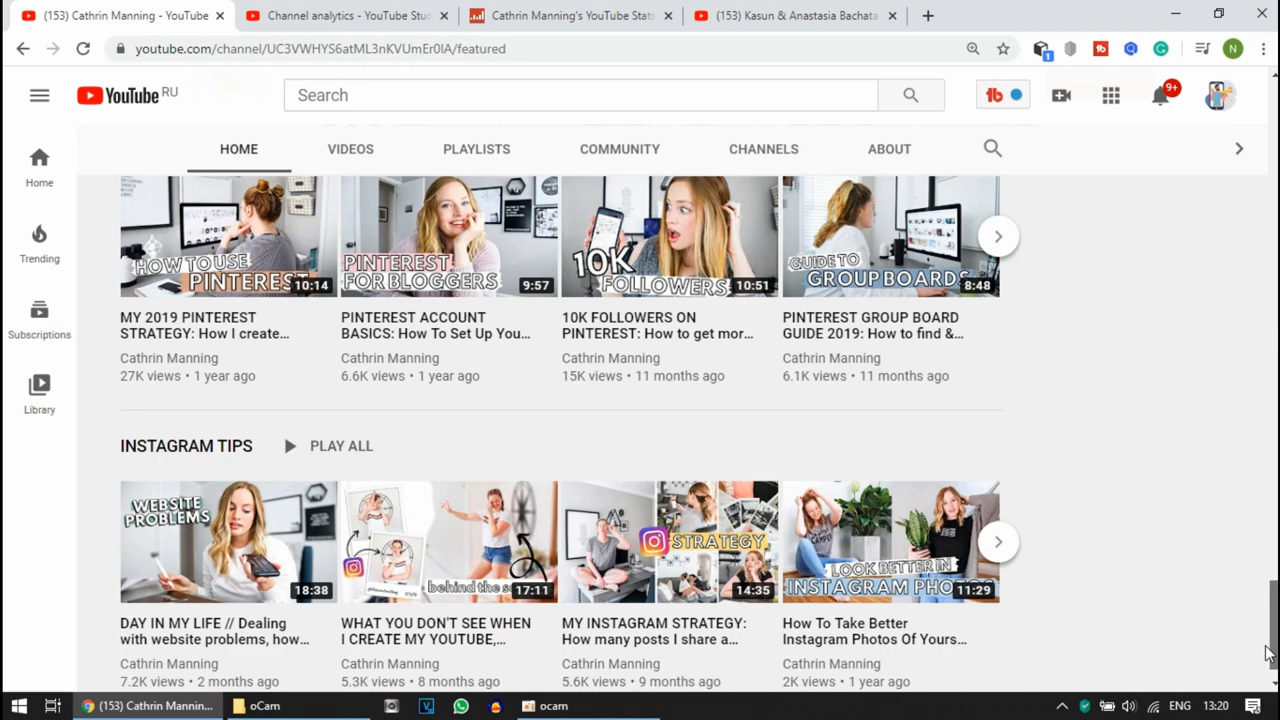 (153) Cathrin Manning - YouTube
Channel analytics - YouTube Stud
Cathrin Manning's YouTube Stats
(153) Kasun & Anastasia Bachata
youtube.com/channel/UC3VWHYS6atML3nKVUmEr0IA/featured
1
N
YouTube RU
Search
tb
9+
HOME
VIDEOS
PLAYLISTS
COMMUNITY
CHANNELS
ABOUT
Home
Trending
Subscriptions
Library
HOW TO USE
PINTEREST
10:14
PINTEREST
FOR BLOGGERS
9:57
10K
FOLLOWERS
10:51
GUIDE TO
GROUP BOARDS
8:48
MY 2019 PINTEREST
STRATEGY: How I create...
Cathrin Manning
27K views • 1 year ago
PINTEREST ACCOUNT
BASICS: How To Set Up You...
Cathrin Manning
6.6K views • 1 year ago
10K FOLLOWERS ON
PINTEREST: How to get mor...
Cathrin Manning
15K views • 11 months ago
PINTEREST GROUP BOARD
GUIDE 2019: How to find &...
Cathrin Manning
6.1K views • 11 months ago
INSTAGRAM TIPS
PLAY ALL
WEBSITE
PROBLEMS
18:38
behind the s
17:11
STRATEGY
14:35
LOOK BETTER IN
INSTAGRAM PHO
11:29
DAY IN MY LIFE // Dealing
with website problems, how...
Cathrin Manning
7.2K views • 2 months ago
WHAT YOU DON'T SEE WHEN
I CREATE MY YOUTUBE,...
Cathrin Manning
5.3K views • 8 months ago
MY INSTAGRAM STRATEGY:
How many posts I share a...
Cathrin Manning
5.6K views • 9 months ago
How To Take Better
Instagram Photos Of Yours...
Cathrin Manning
2K views • 1 year ago
(153) Cathrin Mannin...
oCam
ocam
ENG
13:20